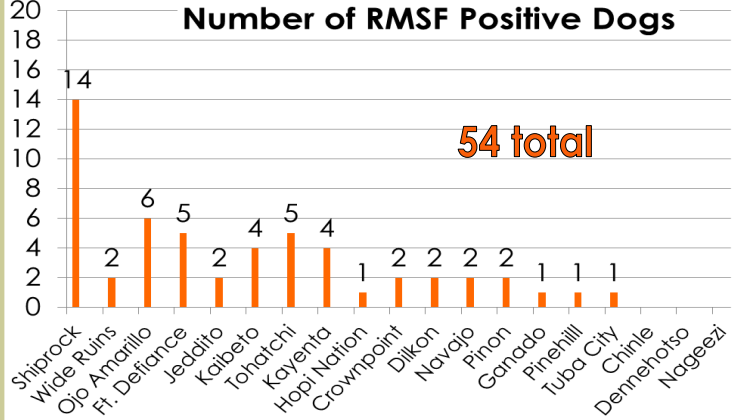 Number of RMSF Positive Dogs
54 total
20
18
16
14
12
10
8
6
4
2
0
14
2
6
5
2
4
5
4
1
2
2
2
2
1
1
1
Shiprock
Wide Ruins
Ojo Amarillo
Ft. Defiance
Jeddito
Kaibeto
Tohatchi
Kayenta
Hopi Nation
Crownpoint
Dilkon
Navajo
Pinon
Ganado
Pinehilll
Tuba City
Chinle
Dennehotso
Nageezi